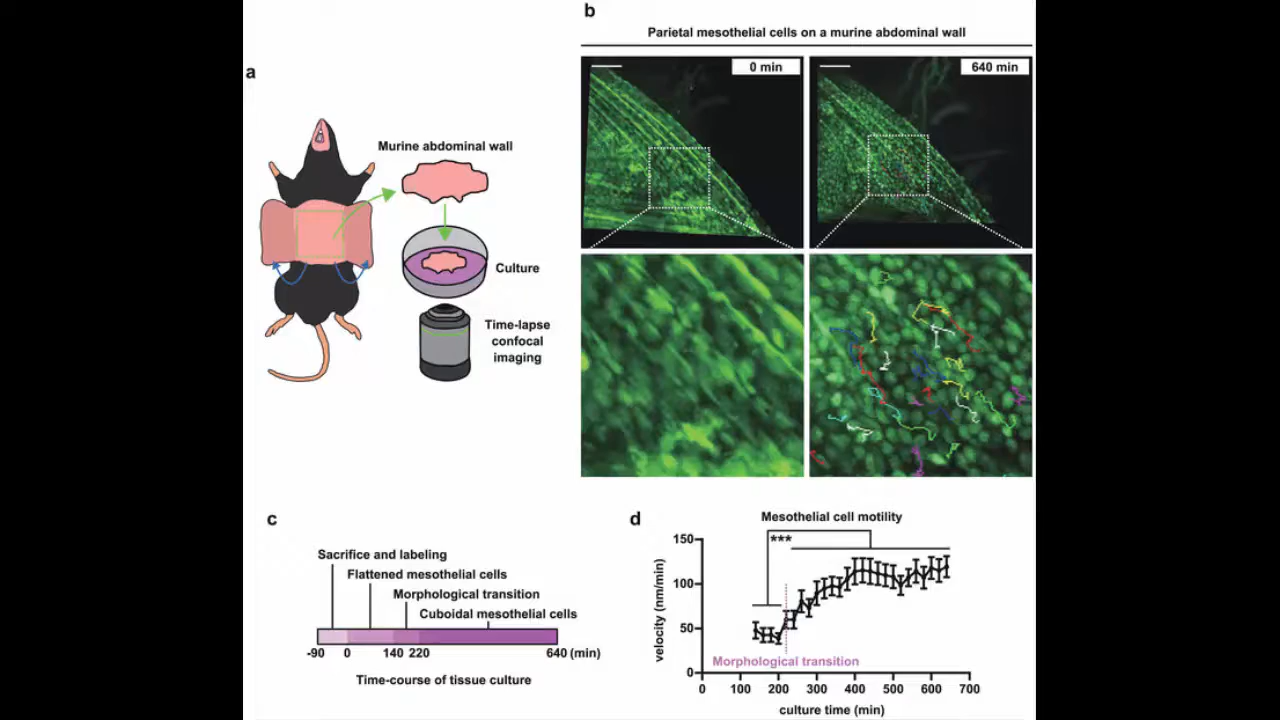 a
Murine abdominal wall
Culture
Time-lapse
confocal
imaging
b
Parietal mesothelial cells on a murine abdominal wall
0 min
640 min
c
Sacrifice and labeling
Flattened mesothelial cells
Morphological transition
Cuboidal mesothelial cells
-90 0 140 220 640 (min)
Time-course of tissue culture
d
Mesothelial cell motility
***
150
100
50
0
velocity (nm/min)
Morphological transition
0 100 200 300 400 500 600 700
culture time (min)